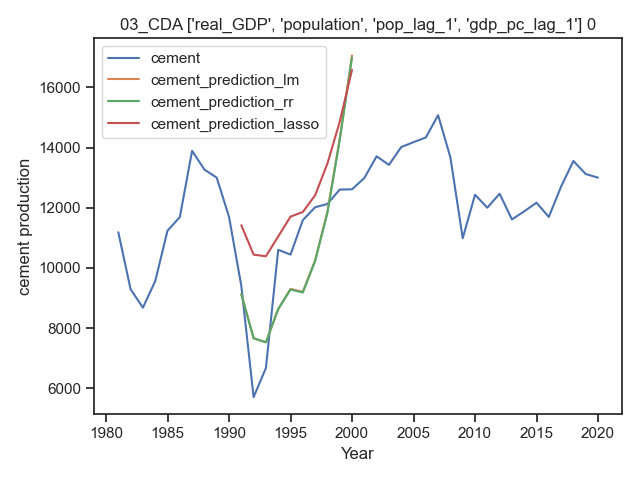 03_CDA ['real_GDP', 'population', 'pop_lag_1', 'gdp_pc_lag_1'] 0
cement
cement_prediction_lm
cement_prediction_rr
cement_prediction_lasso
16000
14000
12000
10000
8000
6000
cement production
1980
1985
1990
1995
2000
2005
2010
2015
2020
Year